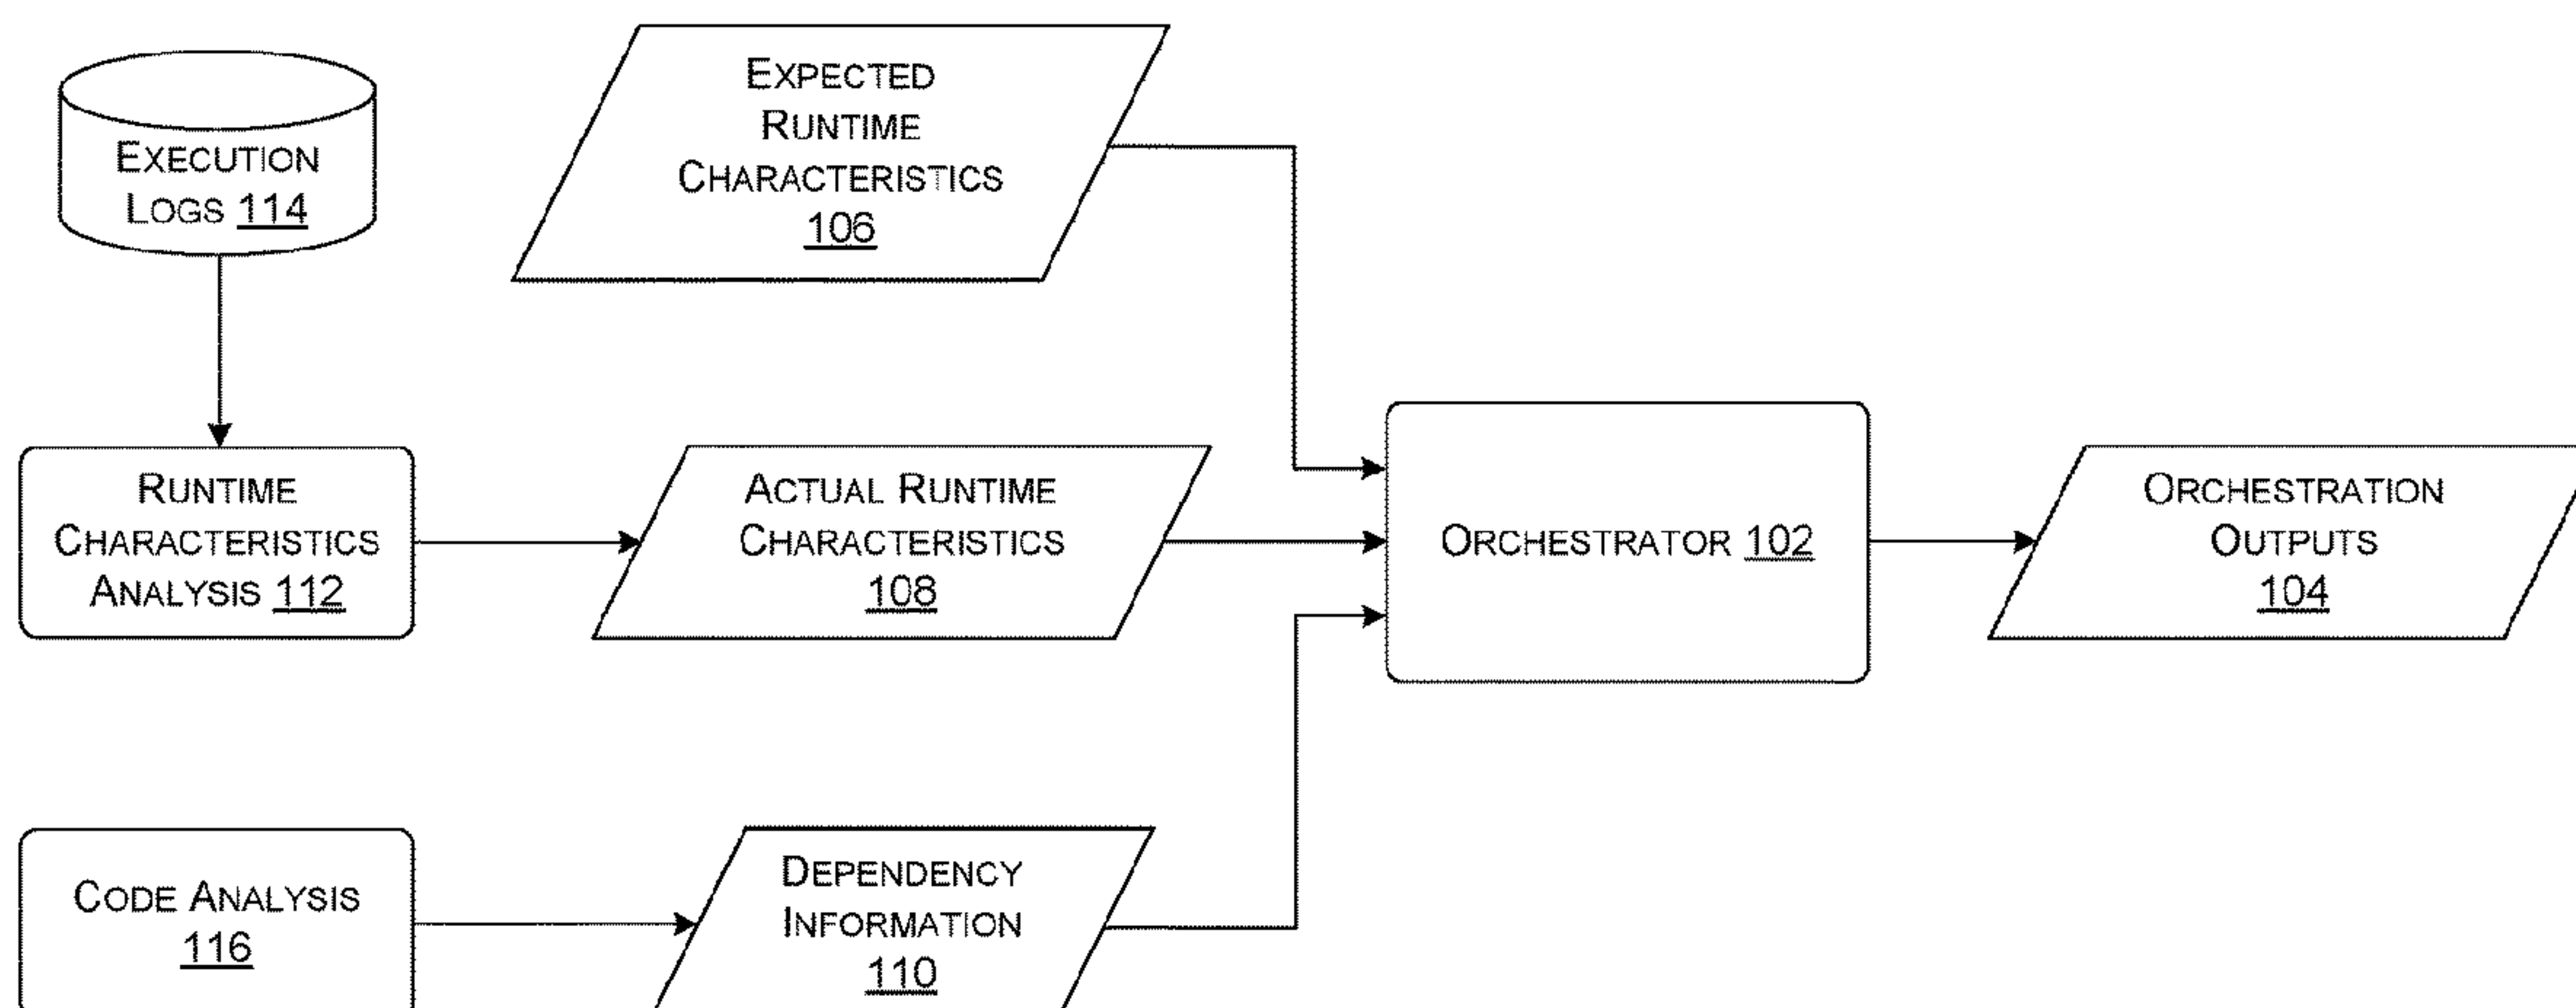 EXECUTION
LOGS 114
EXPECTED
RUNTIME
CHARACTERISTICS
106
RUNTIME
CHARACTERISTICS
ANALYSIS 112
ACTUAL RUNTIME
CHARACTERISTICS
108
ORCHESTRATOR 102
ORCHESTRATION
OUTPUTS
104
CODE ANALYSIS
116
DEPENDENCY
INFORMATION
110